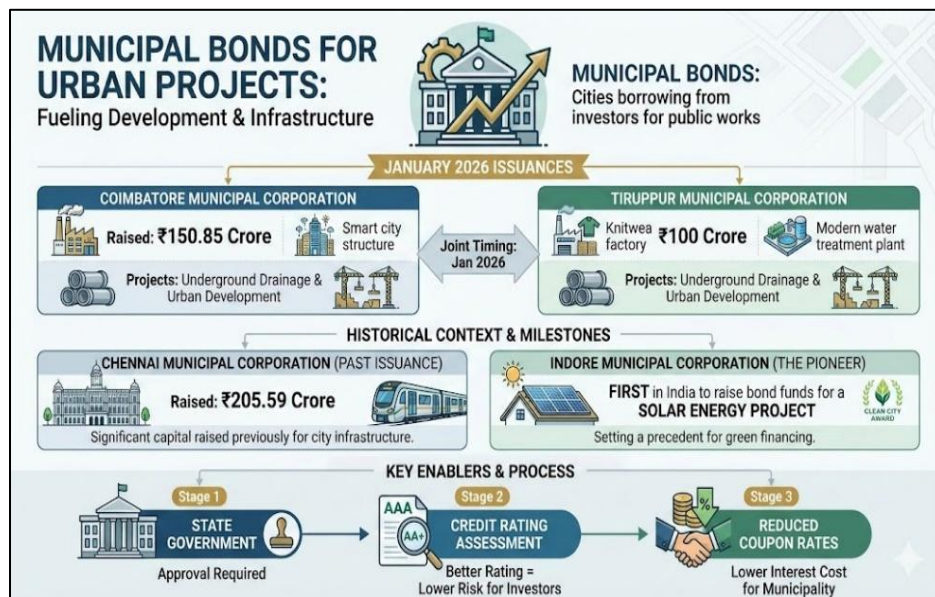 MUNICIPAL BONDS FOR
URBAN PROJECTS:
Fueling Development & Infrastructure
MUNICIPAL BONDS:
Cities borrowing from
investors for public works
JANUARY 2026 ISSUANCES
COIMBATORE MUNICIPAL CORPORATION
Raised: ₹150.85 Crore
Smart city
structure
Projects: Underground Drainage &
Urban Development
Joint Timing:
Jan 2026
TIRUPPUR MUNICIPAL CORPORATION
Knitwea
factory
₹100 Crore
Modern water
treatment plant
Projects: Underground Drainage &
Urban Development
HISTORICAL CONTEXT & MILESTONES
CHENNAI MUNICIPAL CORPORATION (PAST ISSUANCE)
Raised: ₹205.59 Crore
Significant capital raised previously for city infrastructure.
INDORE MUNICIPAL CORPORATION (THE PIONEER)
FIRST in India to raise bond funds for a
SOLAR ENERGY PROJECT
CLEAN CITY
AWARD
Setting a precedent for green financing.
KEY ENABLERS & PROCESS
Stage 1
STATE
GOVERNMENT
Approval Required
Stage 2
AAA
AA+
CREDIT RATING
ASSESSMENT
Better Rating =
Lower Risk for Investors
Stage 3
%
REDUCED
COUPON RATES
Lower Interest Cost
for Municipality